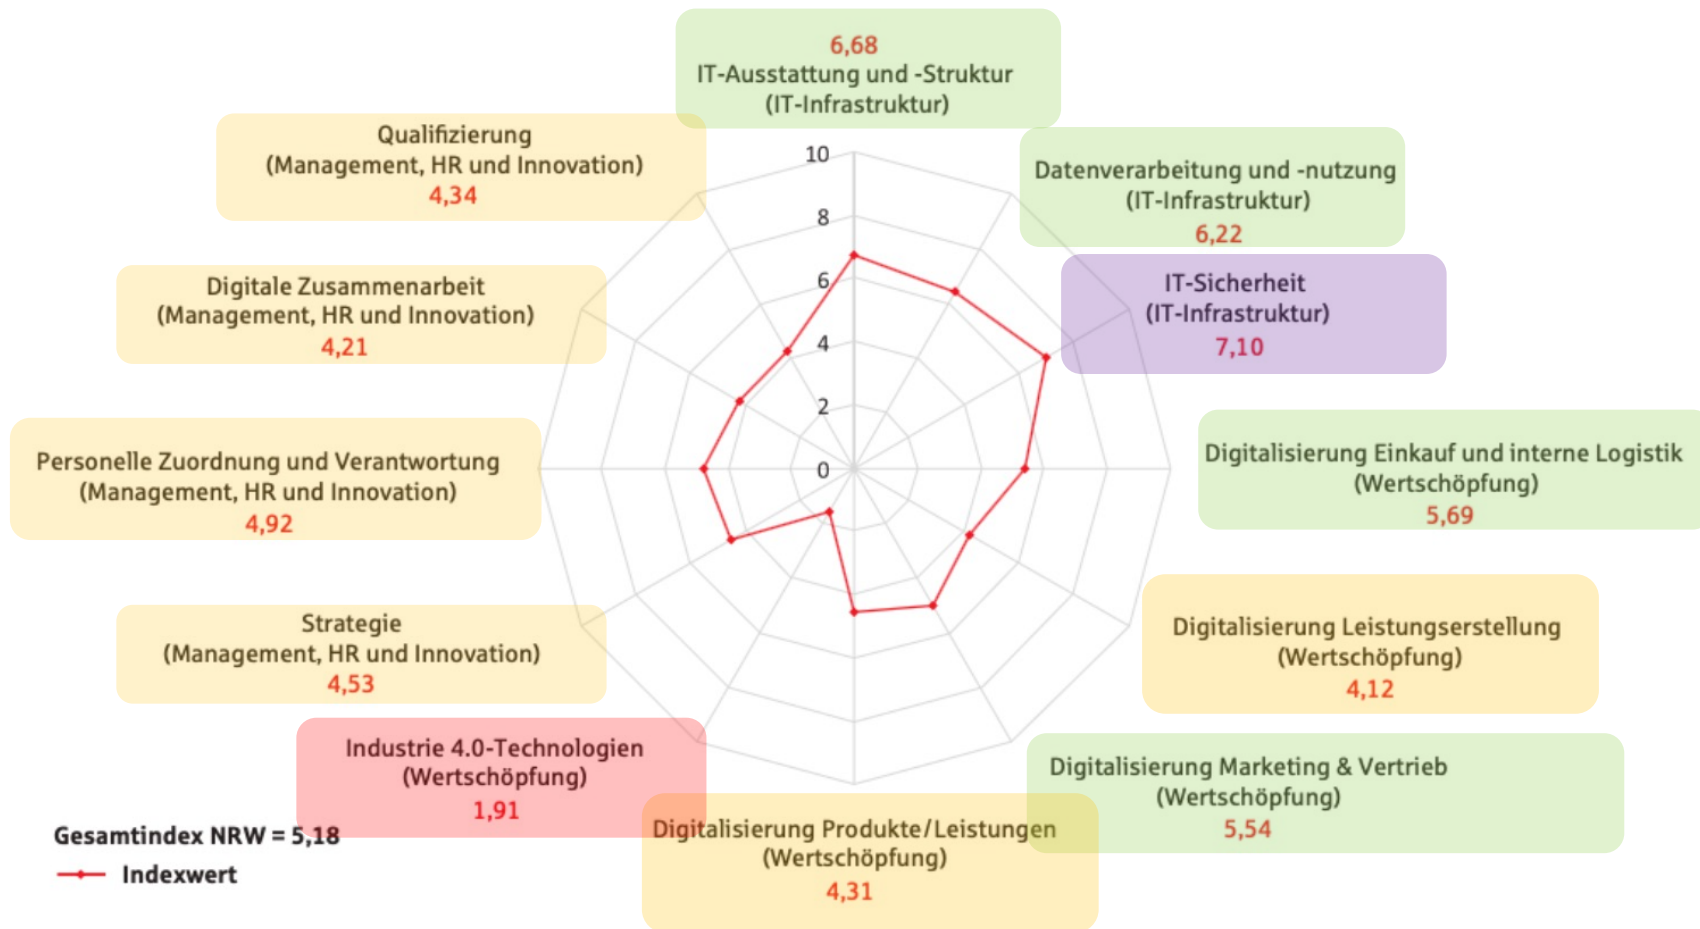 6,68
IT-Ausstattung und -Struktur
(IT-Infrastruktur)
Datenverarbeitung und -nutzung
(IT-Infrastruktur)
6,22
IT-Sicherheit
(IT-Infrastruktur)
7,10
Digitalisierung Einkauf und interne Logistik
(Wertschöpfung)
5,69
Digitalisierung Leistungserstellung
(Wertschöpfung)
4,12
Digitalisierung Marketing & Vertrieb
(Wertschöpfung)
5,54
Digitalisierung Produkte/Leistungen
(Wertschöpfung)
4,31
Industrie 4.0-Technologien
(Wertschöpfung)
1,91
Strategie
(Management, HR und Innovation)
4,53
Personelle Zuordnung und Verantwortung
(Management, HR und Innovation)
4,92
Digitale Zusammenarbeit
(Management, HR und Innovation)
4,21
Qualifizierung
(Management, HR und Innovation)
4,34
10
8
6
4
2
0
Gesamtindex NRW = 5,18
Indexwert